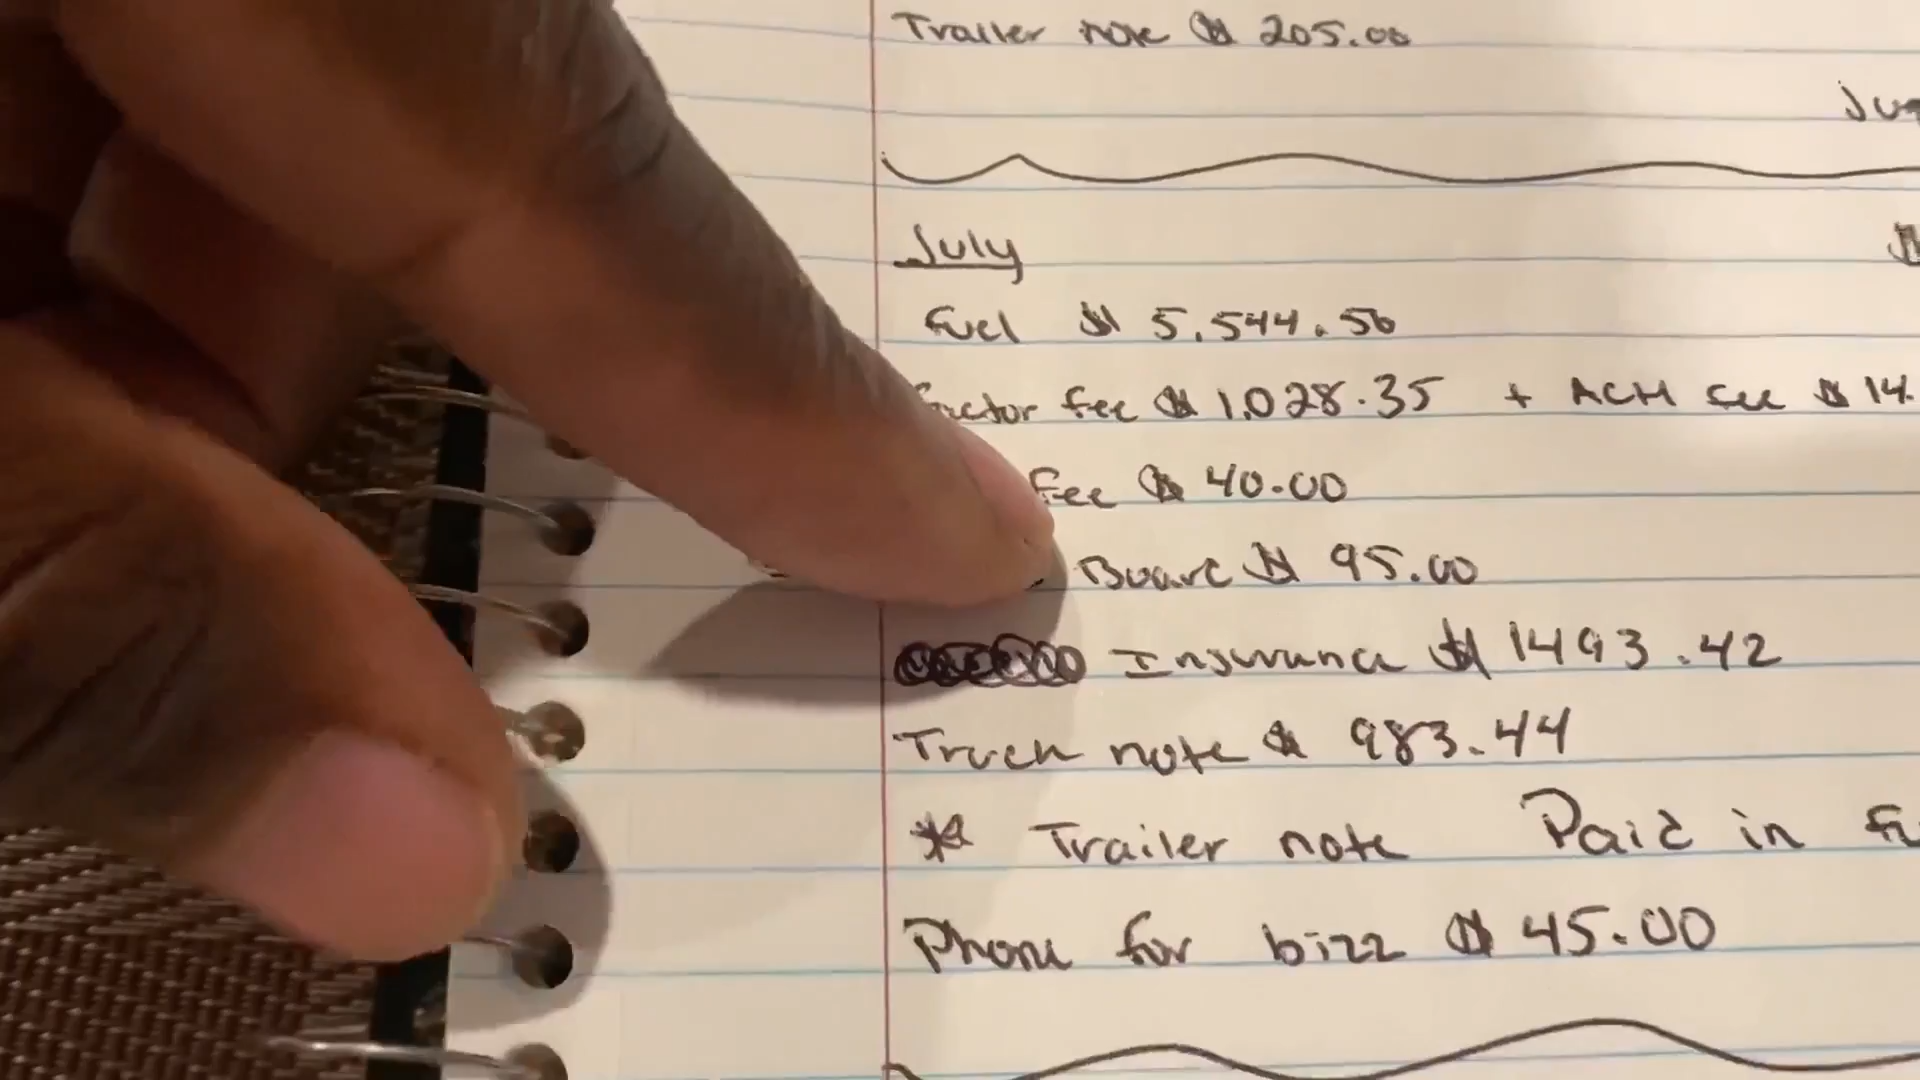 Trailer note $ 205.00
July
Fuel $ 5,544.56
Factor fee $ 1,028.35 + ACH fee $ 14.
Fee $ 40.00
Board $ 95.00
Insurance $ 1493.42
Truck note $ 983.44
* Trailer note Paid in
Phone for bizz $ 45.00